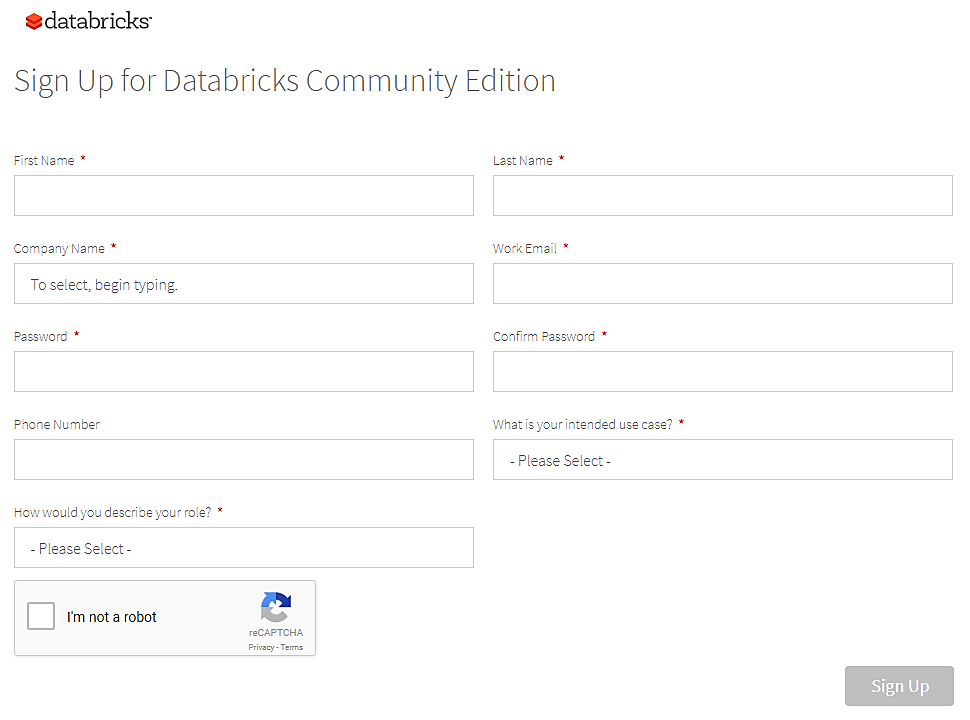 databricks
Sign Up for Databricks Community Edition
First Name *
Last Name *
Company Name *
Work Email *
To select, begin typing.
Password *
Confirm Password *
Phone Number
What is your intended use case? *
- Please Select -
How would you describe your role? *
- Please Select -
I'm not a robot
reCAPTCHA
Privacy - Terms
Sign Up